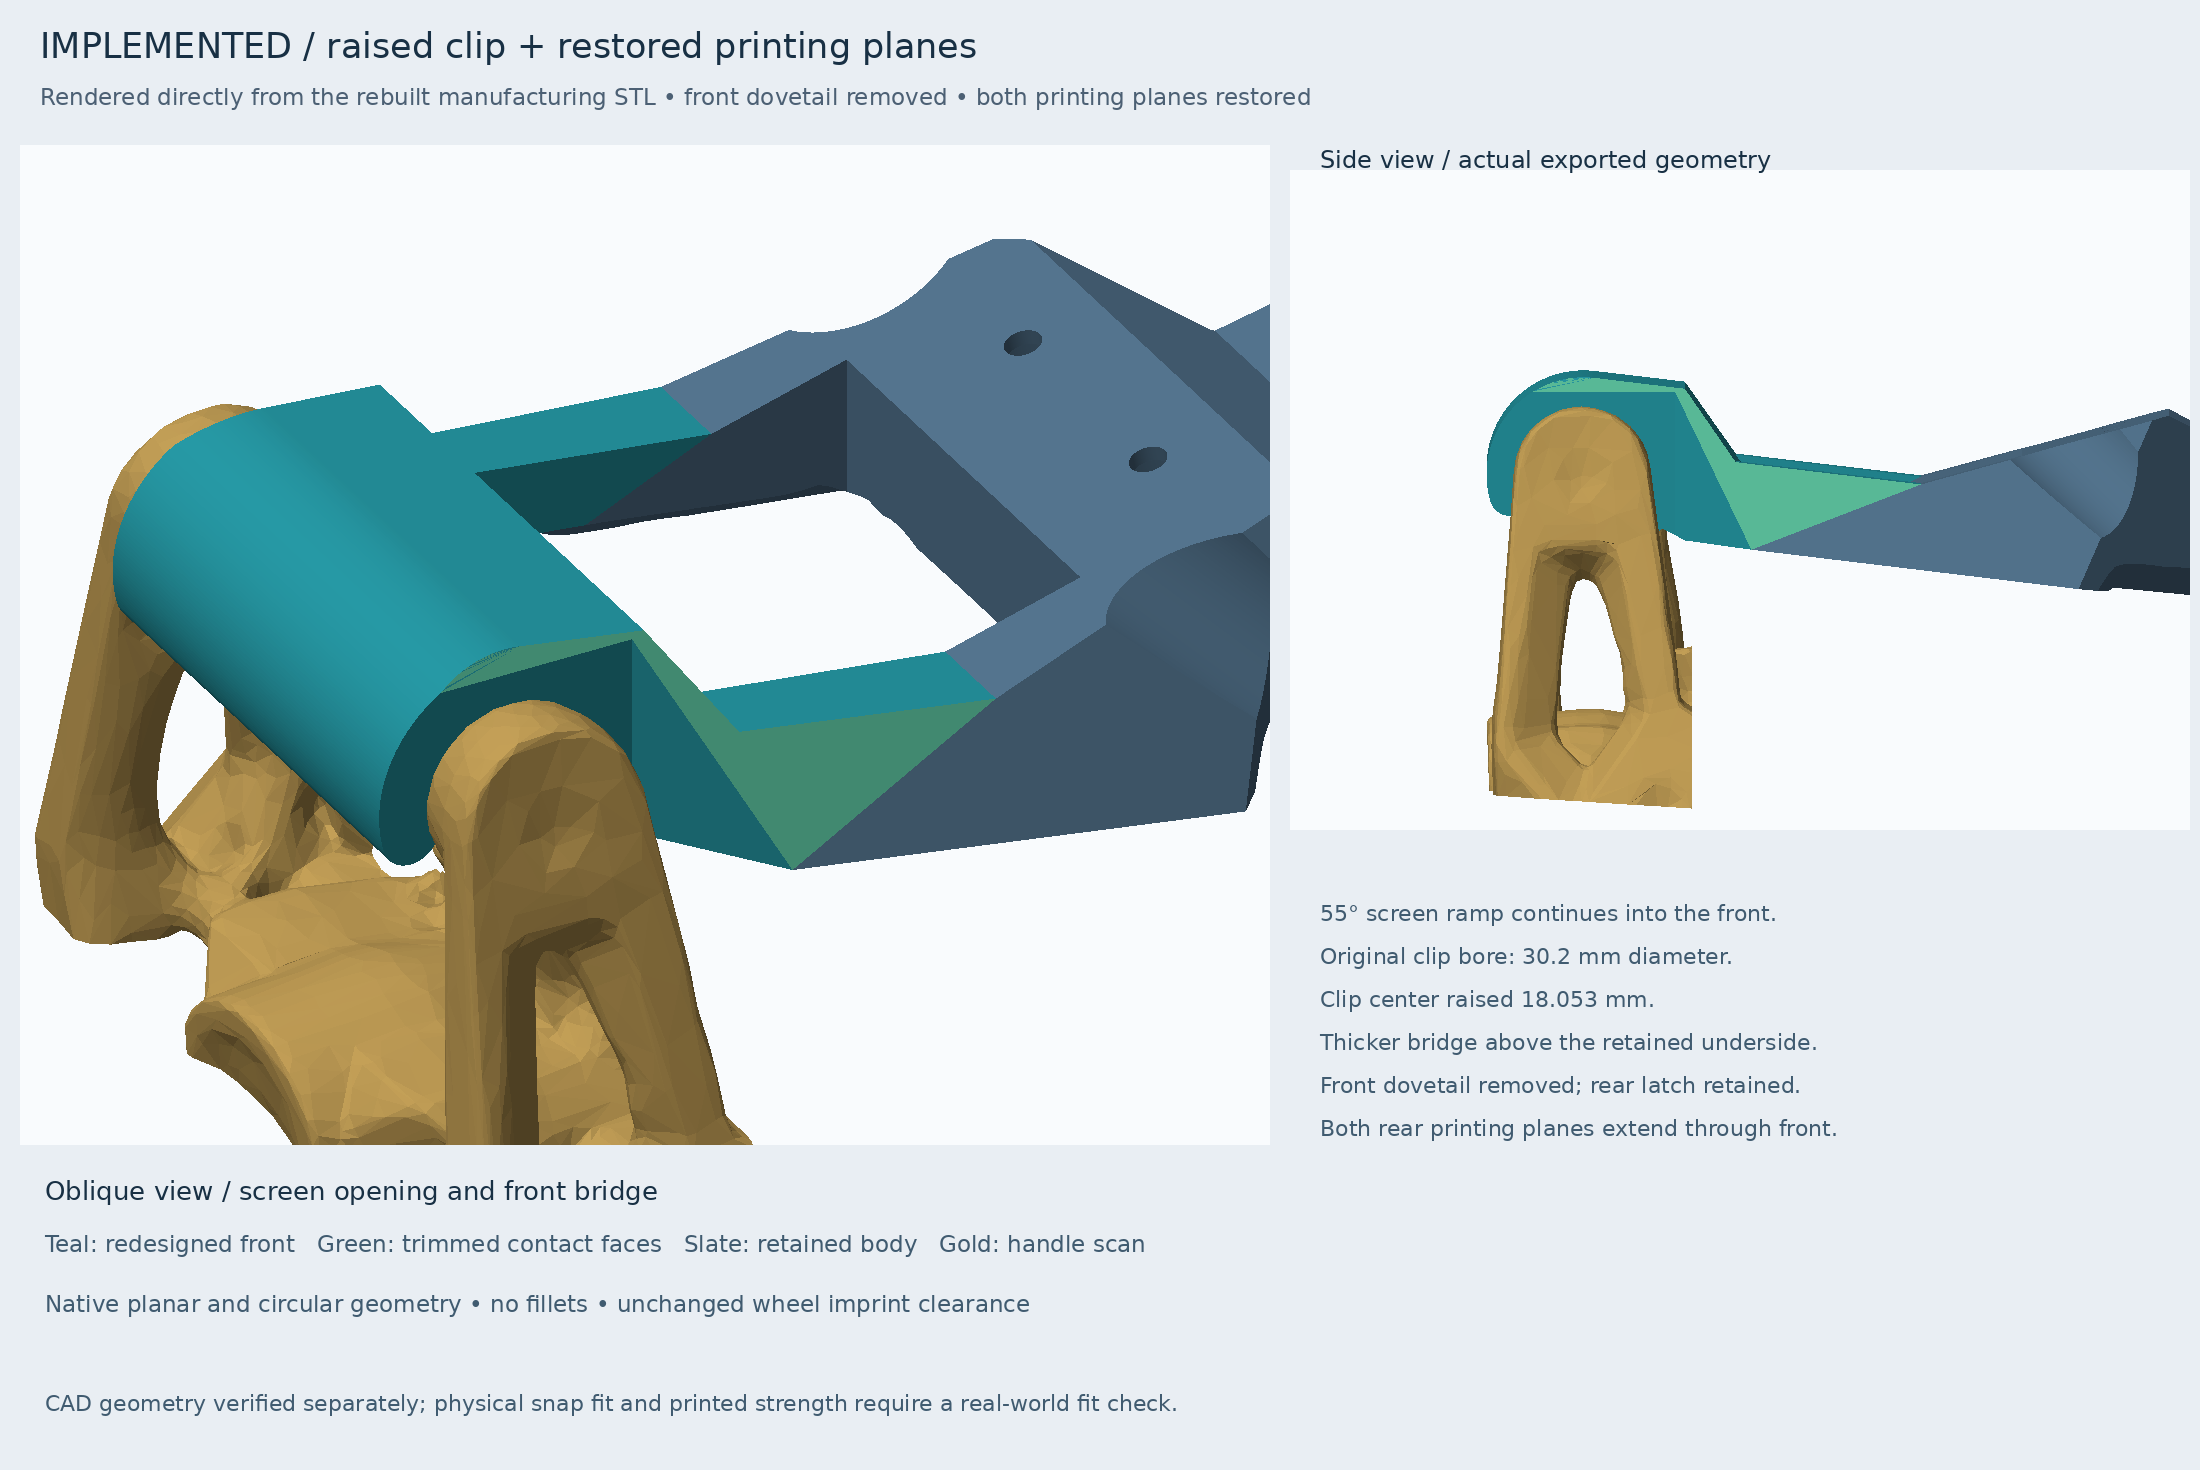 IMPLEMENTED / raised clip + restored printing planes
Rendered directly from the rebuilt manufacturing STL • front dovetail removed • both printing planes restored
Side view / actual exported geometry
55° screen ramp continues into the front.
Original clip bore: 30.2 mm diameter.
Clip center raised 18.053 mm.
Thicker bridge above the retained underside.
Front dovetail removed; rear latch retained.
Both rear printing planes extend through front.
Oblique view / screen opening and front bridge
Teal: redesigned front   Green: trimmed contact faces   Slate: retained body   Gold: handle scan
Native planar and circular geometry • no fillets • unchanged wheel imprint clearance
CAD geometry verified separately; physical snap fit and printed strength require a real-world fit check.